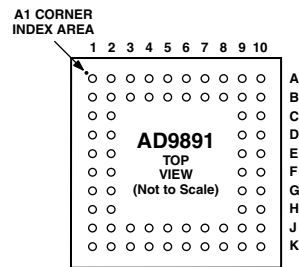 A1 CORNER
INDEX AREA
1 2 3 4 5 6 7 8 9 10
A
B
C
D
E
F
G
H
J
K
AD9891
TOP
VIEW
(Not to Scale)